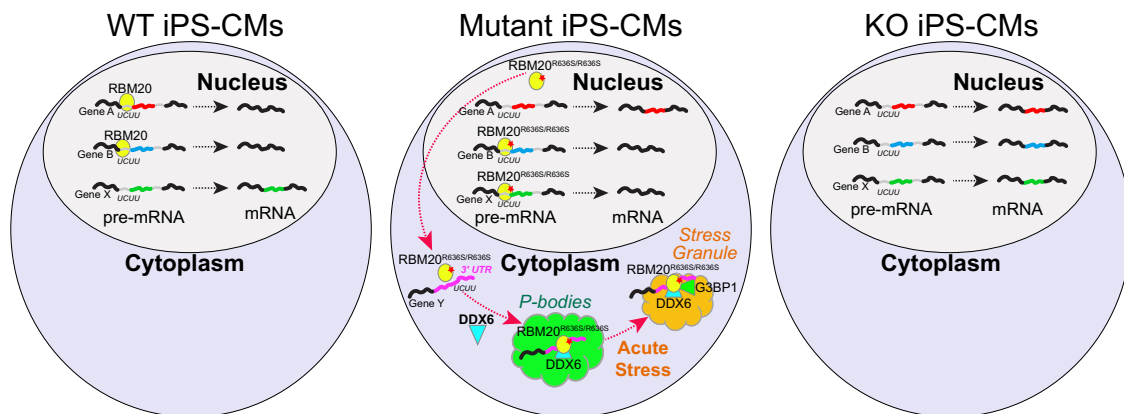 WT iPS-CMs
RBM20
Nucleus
Gene A
UCUU
RBM20
Gene B
UCUU
Gene X
UCUU
pre-mRNA
mRNA
Cytoplasm
Mutant iPS-CMs
RBM20R636S/R636S
Nucleus
Gene A
UCUU
RBM20R636S/R636S
Gene B
UCUU
RBM20R636S/R636S
Gene X
UCUU
pre-mRNA
mRNA
Cytoplasm
RBM20R636S/R636S
3' UTR
UCUU
Gene Y
DDX6
P-bodies
RBM20R636S/R636S
DDX6
Stress
Granule
RBM20R636S/R636S
G3BP1
DDX6
Acute
Stress
KO iPS-CMs
Nucleus
Gene A
UCUU
Gene B
UCUU
Gene X
UCUU
pre-mRNA
mRNA
Cytoplasm